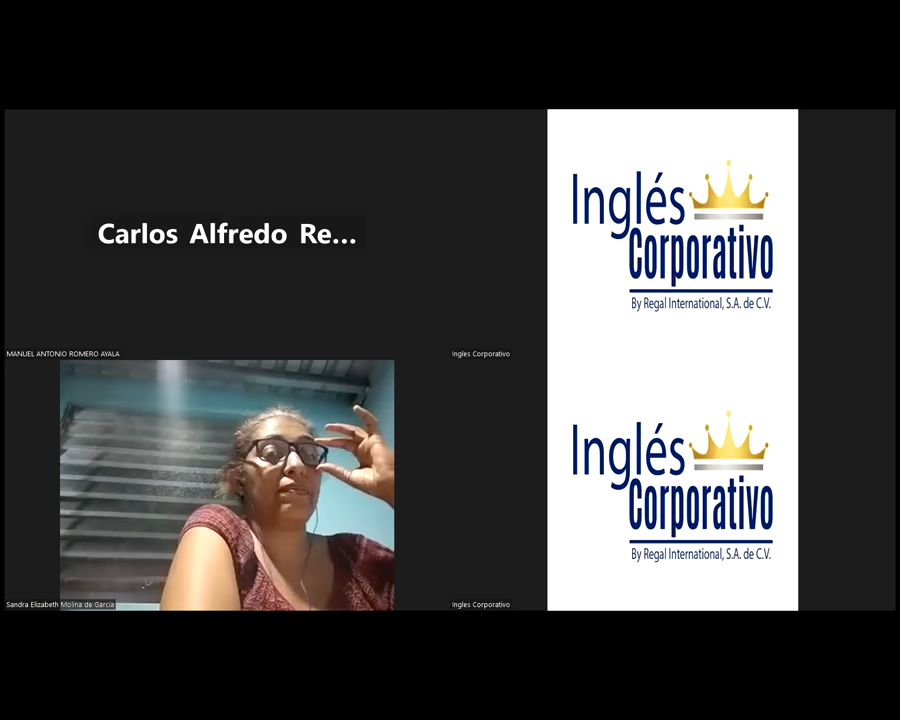 Carlos Alfredo Re...
MANUEL ANTONIO ROMERO AYALA
Inglés
Corporativo
By Regal International, S.A. de C.V.
Ingles Corporativo
Sandra Elizabeth Molina de García
Inglés
Corporativo
By Regal International, S.A. de C.V.
Ingles Corporativo